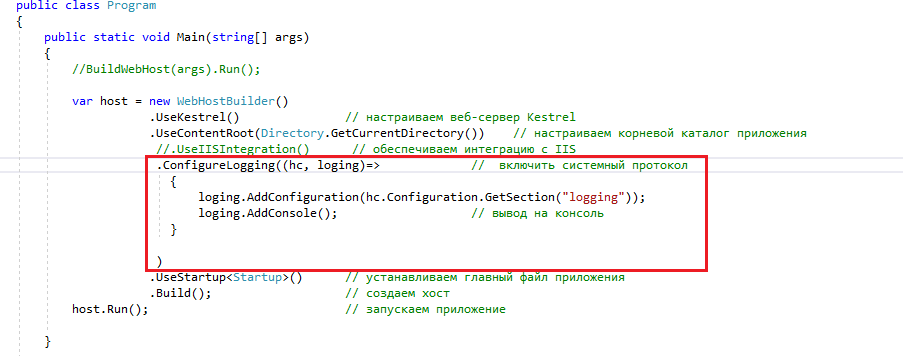 public class Program
{
public static void Main(string[] args)
{
//BuildWebHost(args).Run();
var host = new WebHostBuilder()
.UseKestrel() // настраиваем веб-сервер Kestrel
.UseContentRoot(Directory.GetCurrentDirectory()) // настраиваем корневой каталог приложения
//.UseIISIntegration() // обеспечиваем интеграцию с IIS
.ConfigureLogging((hc, loging)=> // включить системный протокол
{
loging.AddConfiguration(hc.Configuration.GetSection("logging"));
loging.AddConsole(); // вывод на консоль
}
)
.UseStartup<Startup>() // устанавливаем главный файл приложения
.Build(); // создаем хост
host.Run(); // запускаем приложение
}